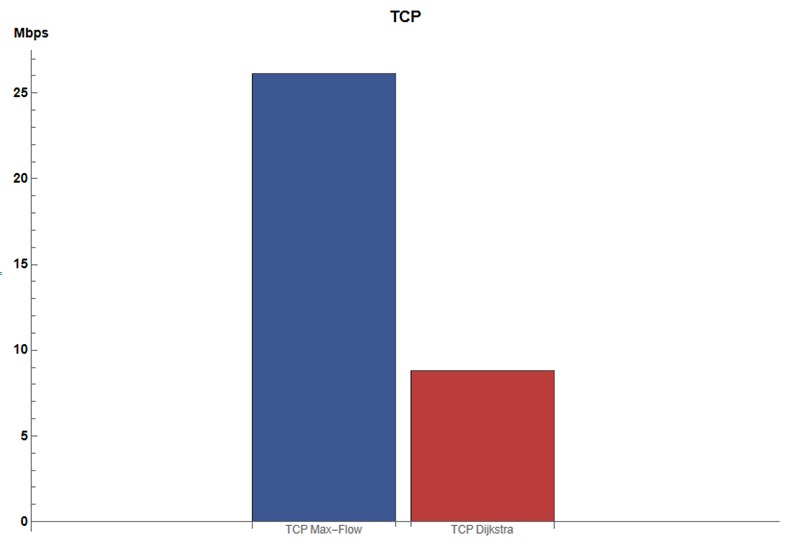 TCP
Mbps
25
20
15
10
5
0
TCP Max−Flow
TCP Dijkstra